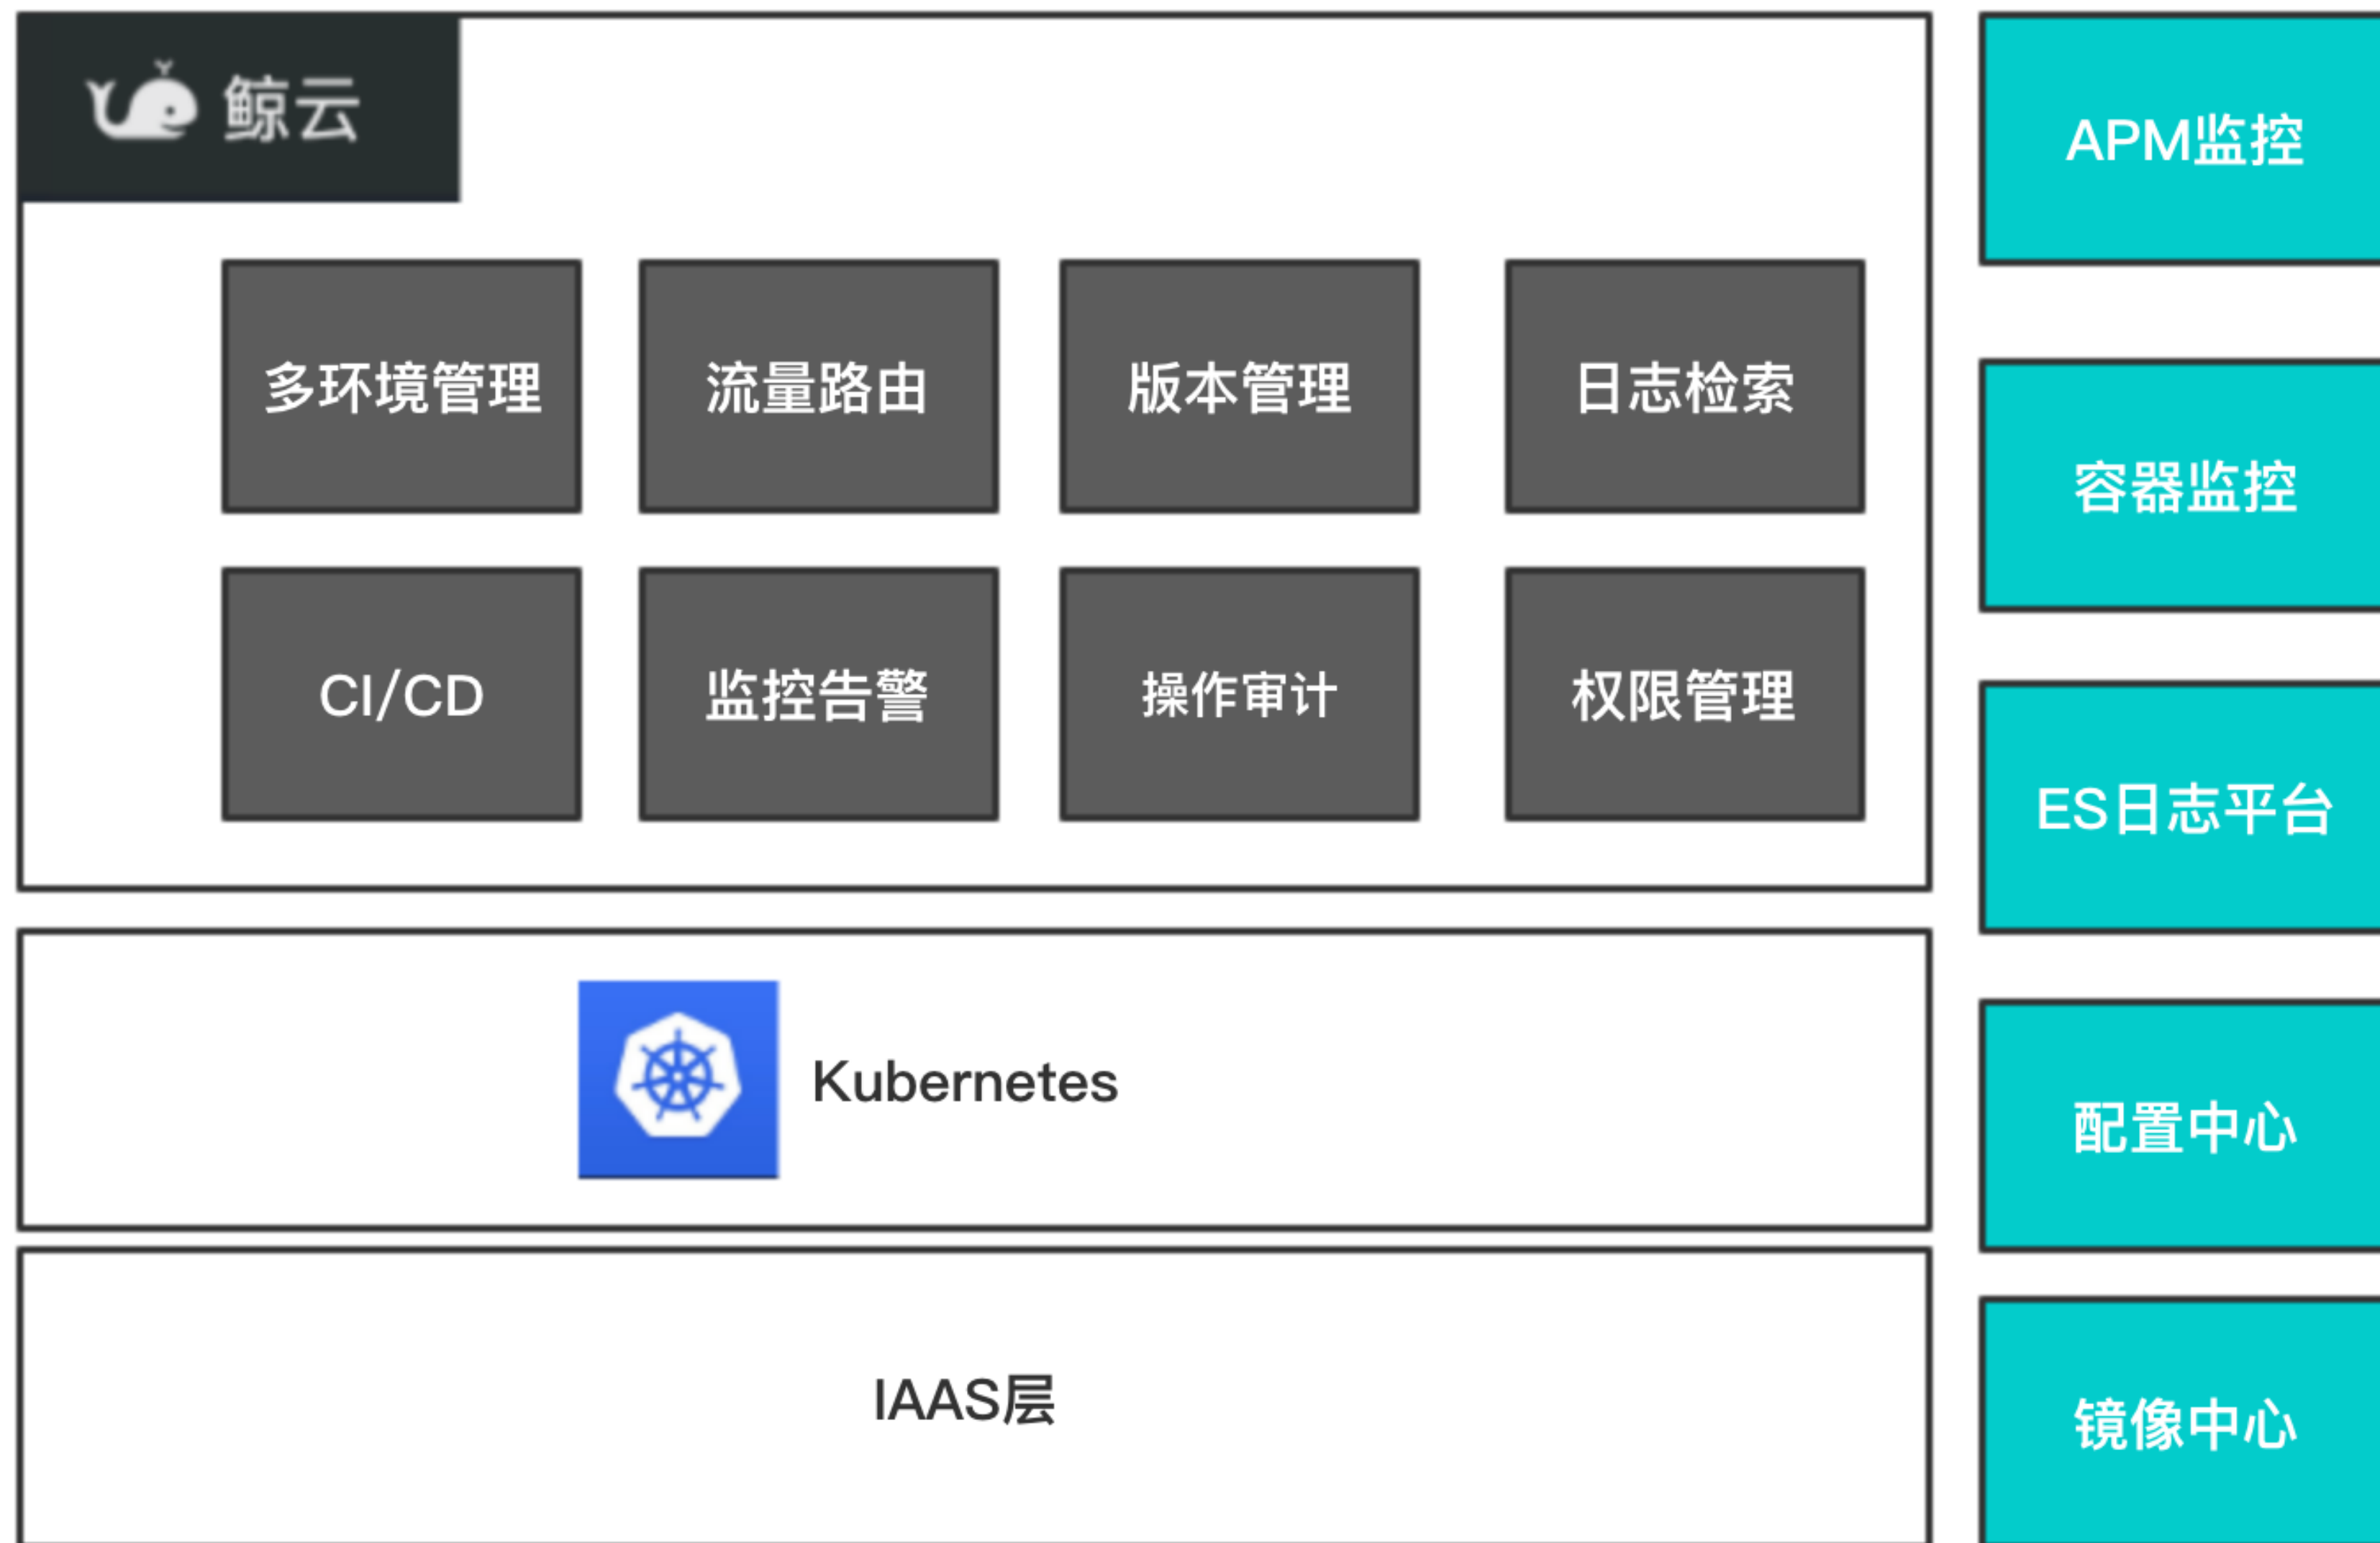 鲸云
多环境管理
流量路由
版本管理
日志检索
CI/CD
监控告警
操作审计
权限管理
Kubernetes
IAAS层
APM监控
容器监控
ES日志平台
配置中心
镜像中心